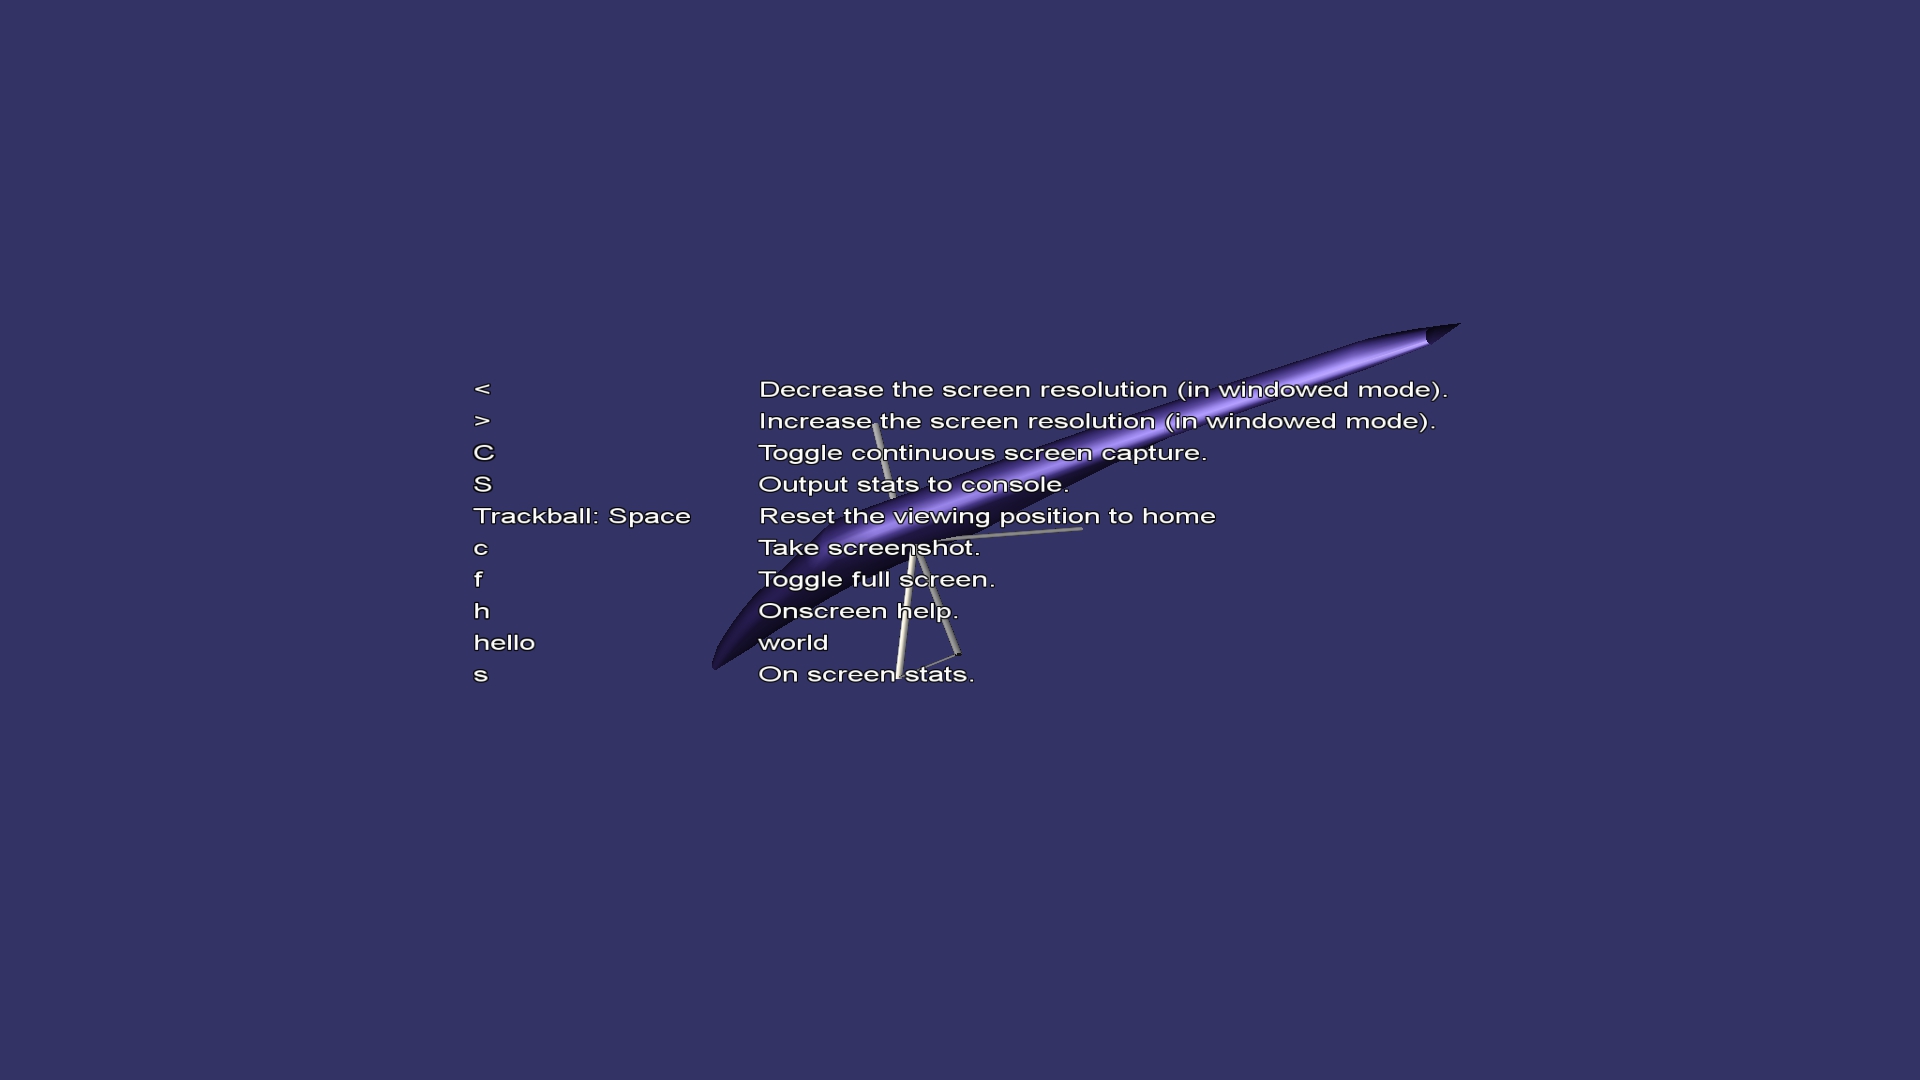 < Decrease the screen resolution (in windowed mode).
> Increase the screen resolution (in windowed mode).
C Toggle continuous screen capture.
S Output stats to console.
Trackball: Space Reset the viewing position to home
c Take screenshot.
f Toggle full screen.
h Onscreen help.
hello world
s On screen stats.